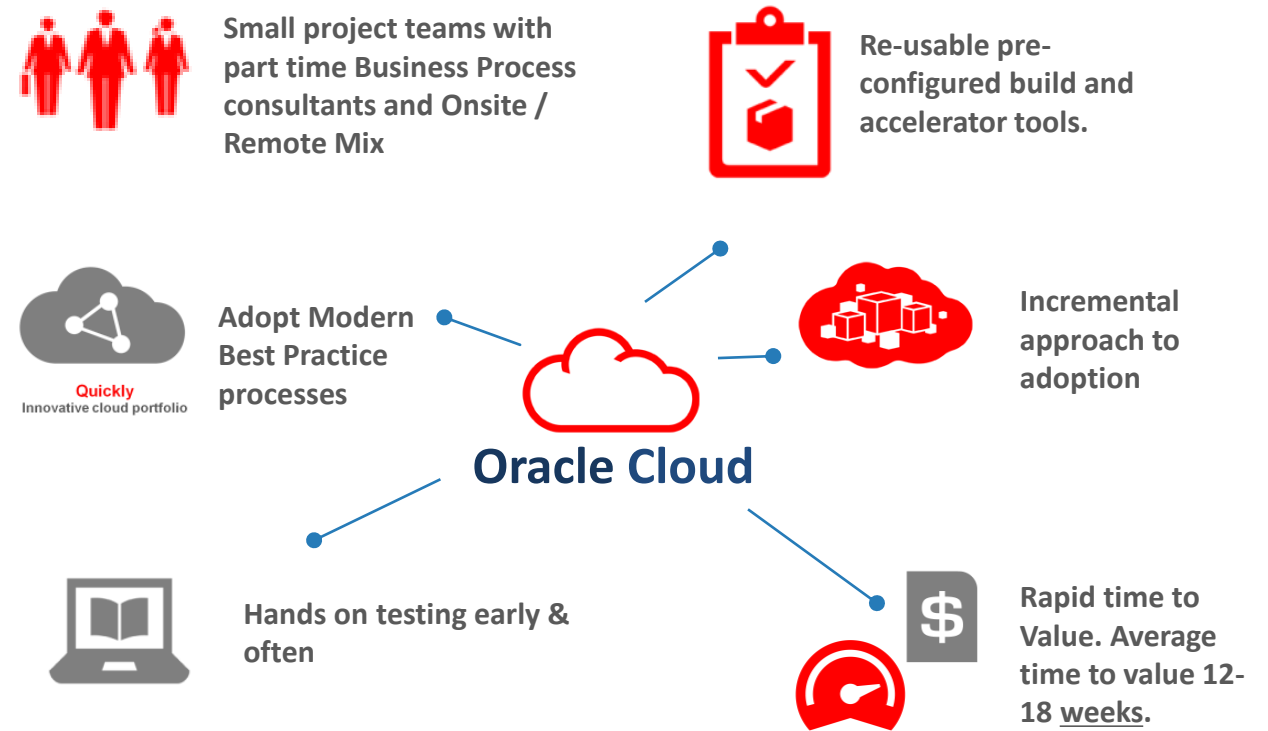 Small project teams with
part time Business Process
consultants and Onsite /
Remote Mix
Re-usable pre-
configured build and
accelerator tools.
Quickly
Innovative cloud portfolio
Adopt Modern
Best Practice
processes
Incremental
approach to
adoption
Oracle Cloud
Hands on testing early &
often
$
Rapid time to
Value. Average
time to value 12-
18 weeks.